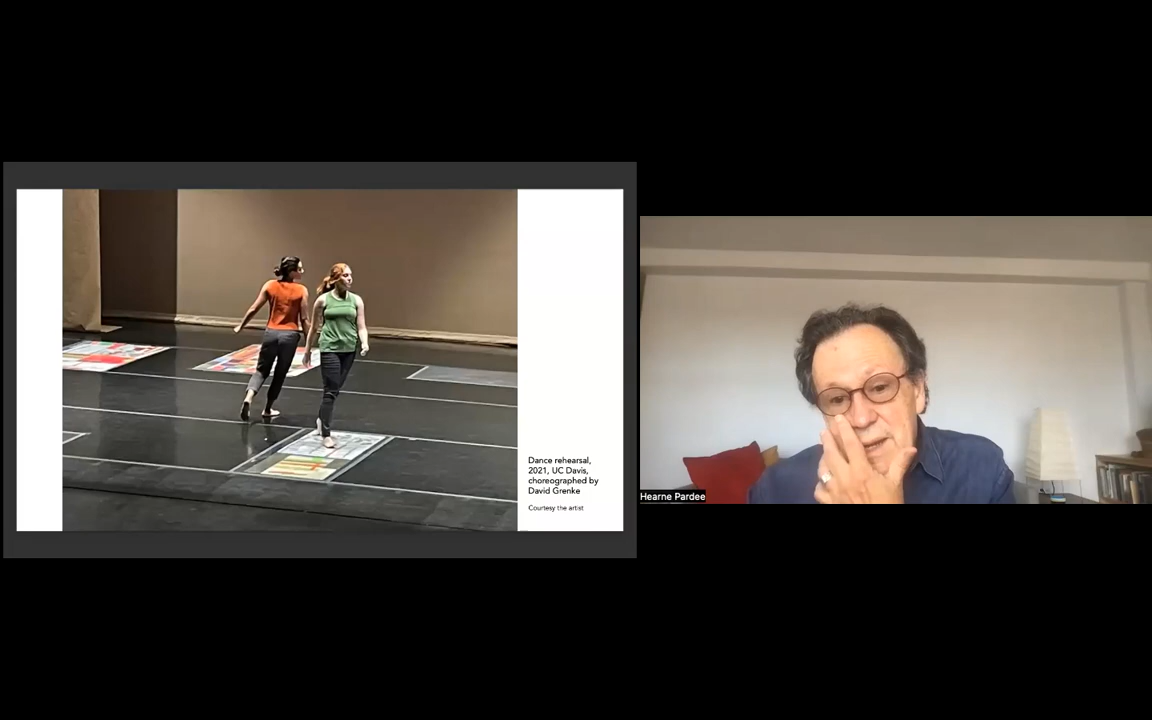 Dance rehearsal,
2021, UC Davis,
choreographed by
David Grenke
Courtesy the artist
Hearne Pardee